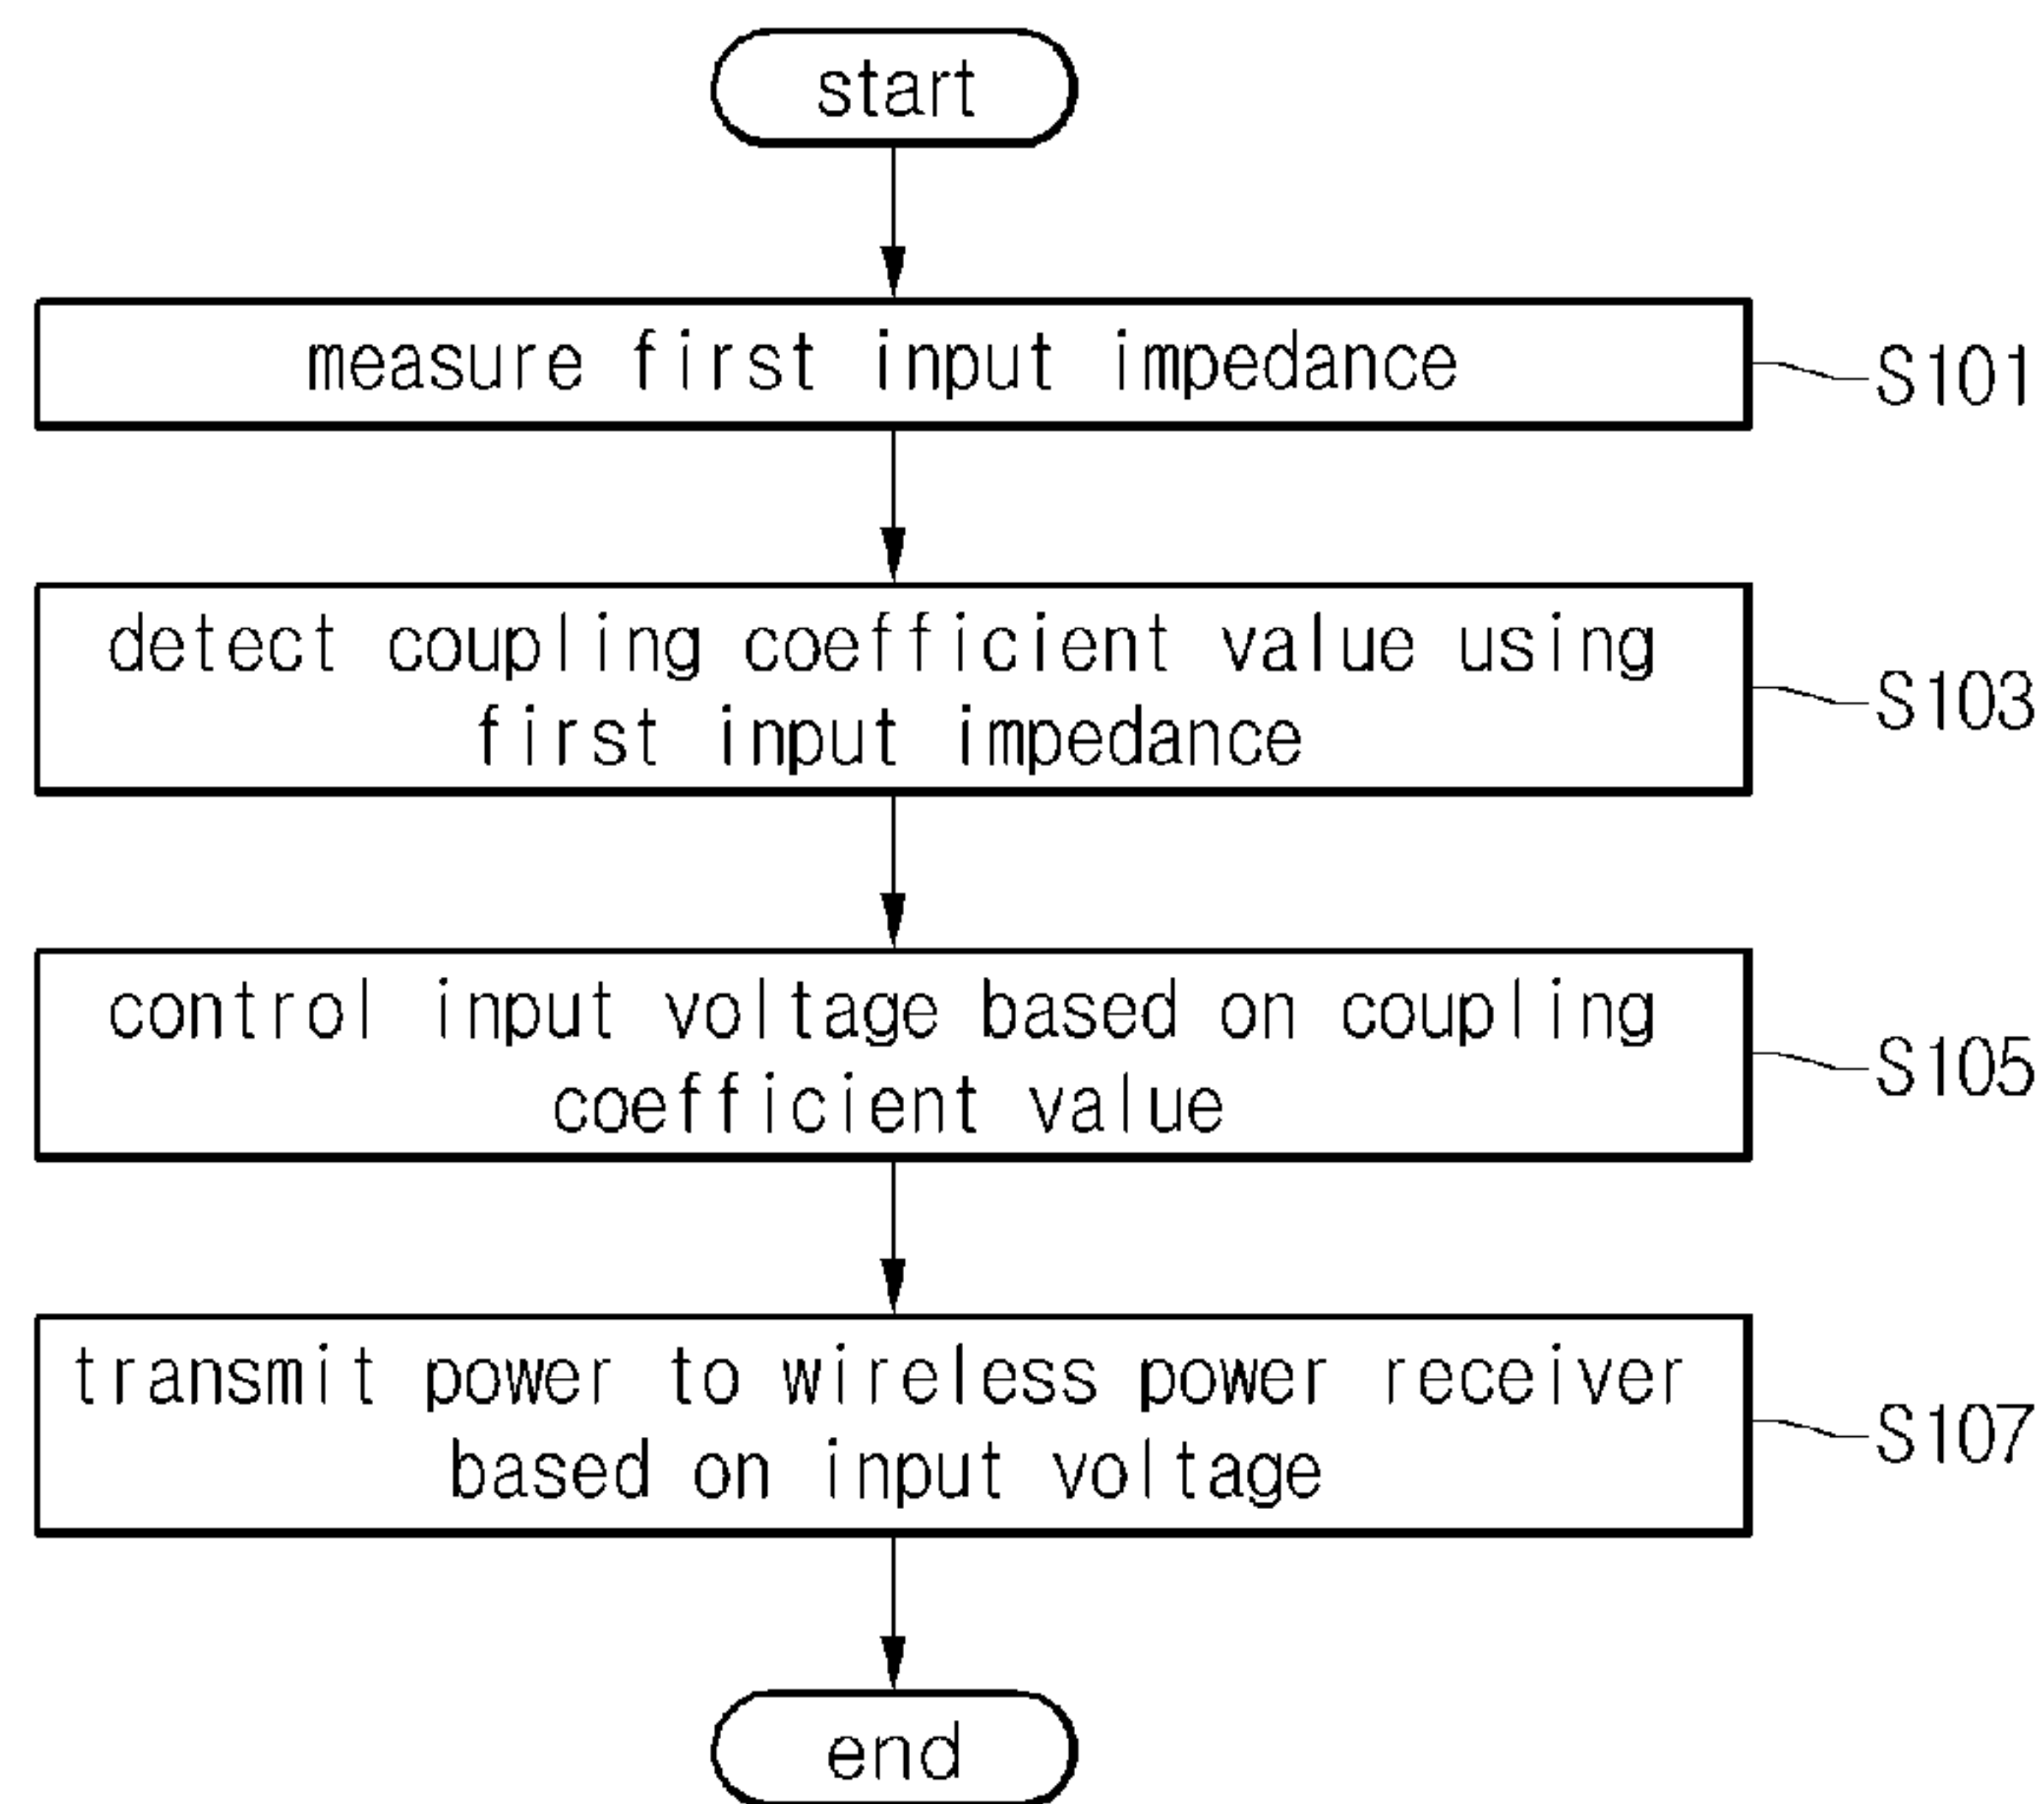 start
measure first input impedance
S101
detect coupling coefficient value using
first input impedance
S103
control input voltage based on coupling
coefficient value
S105
transmit power to wireless power receiver
based on input voltage
S107
end